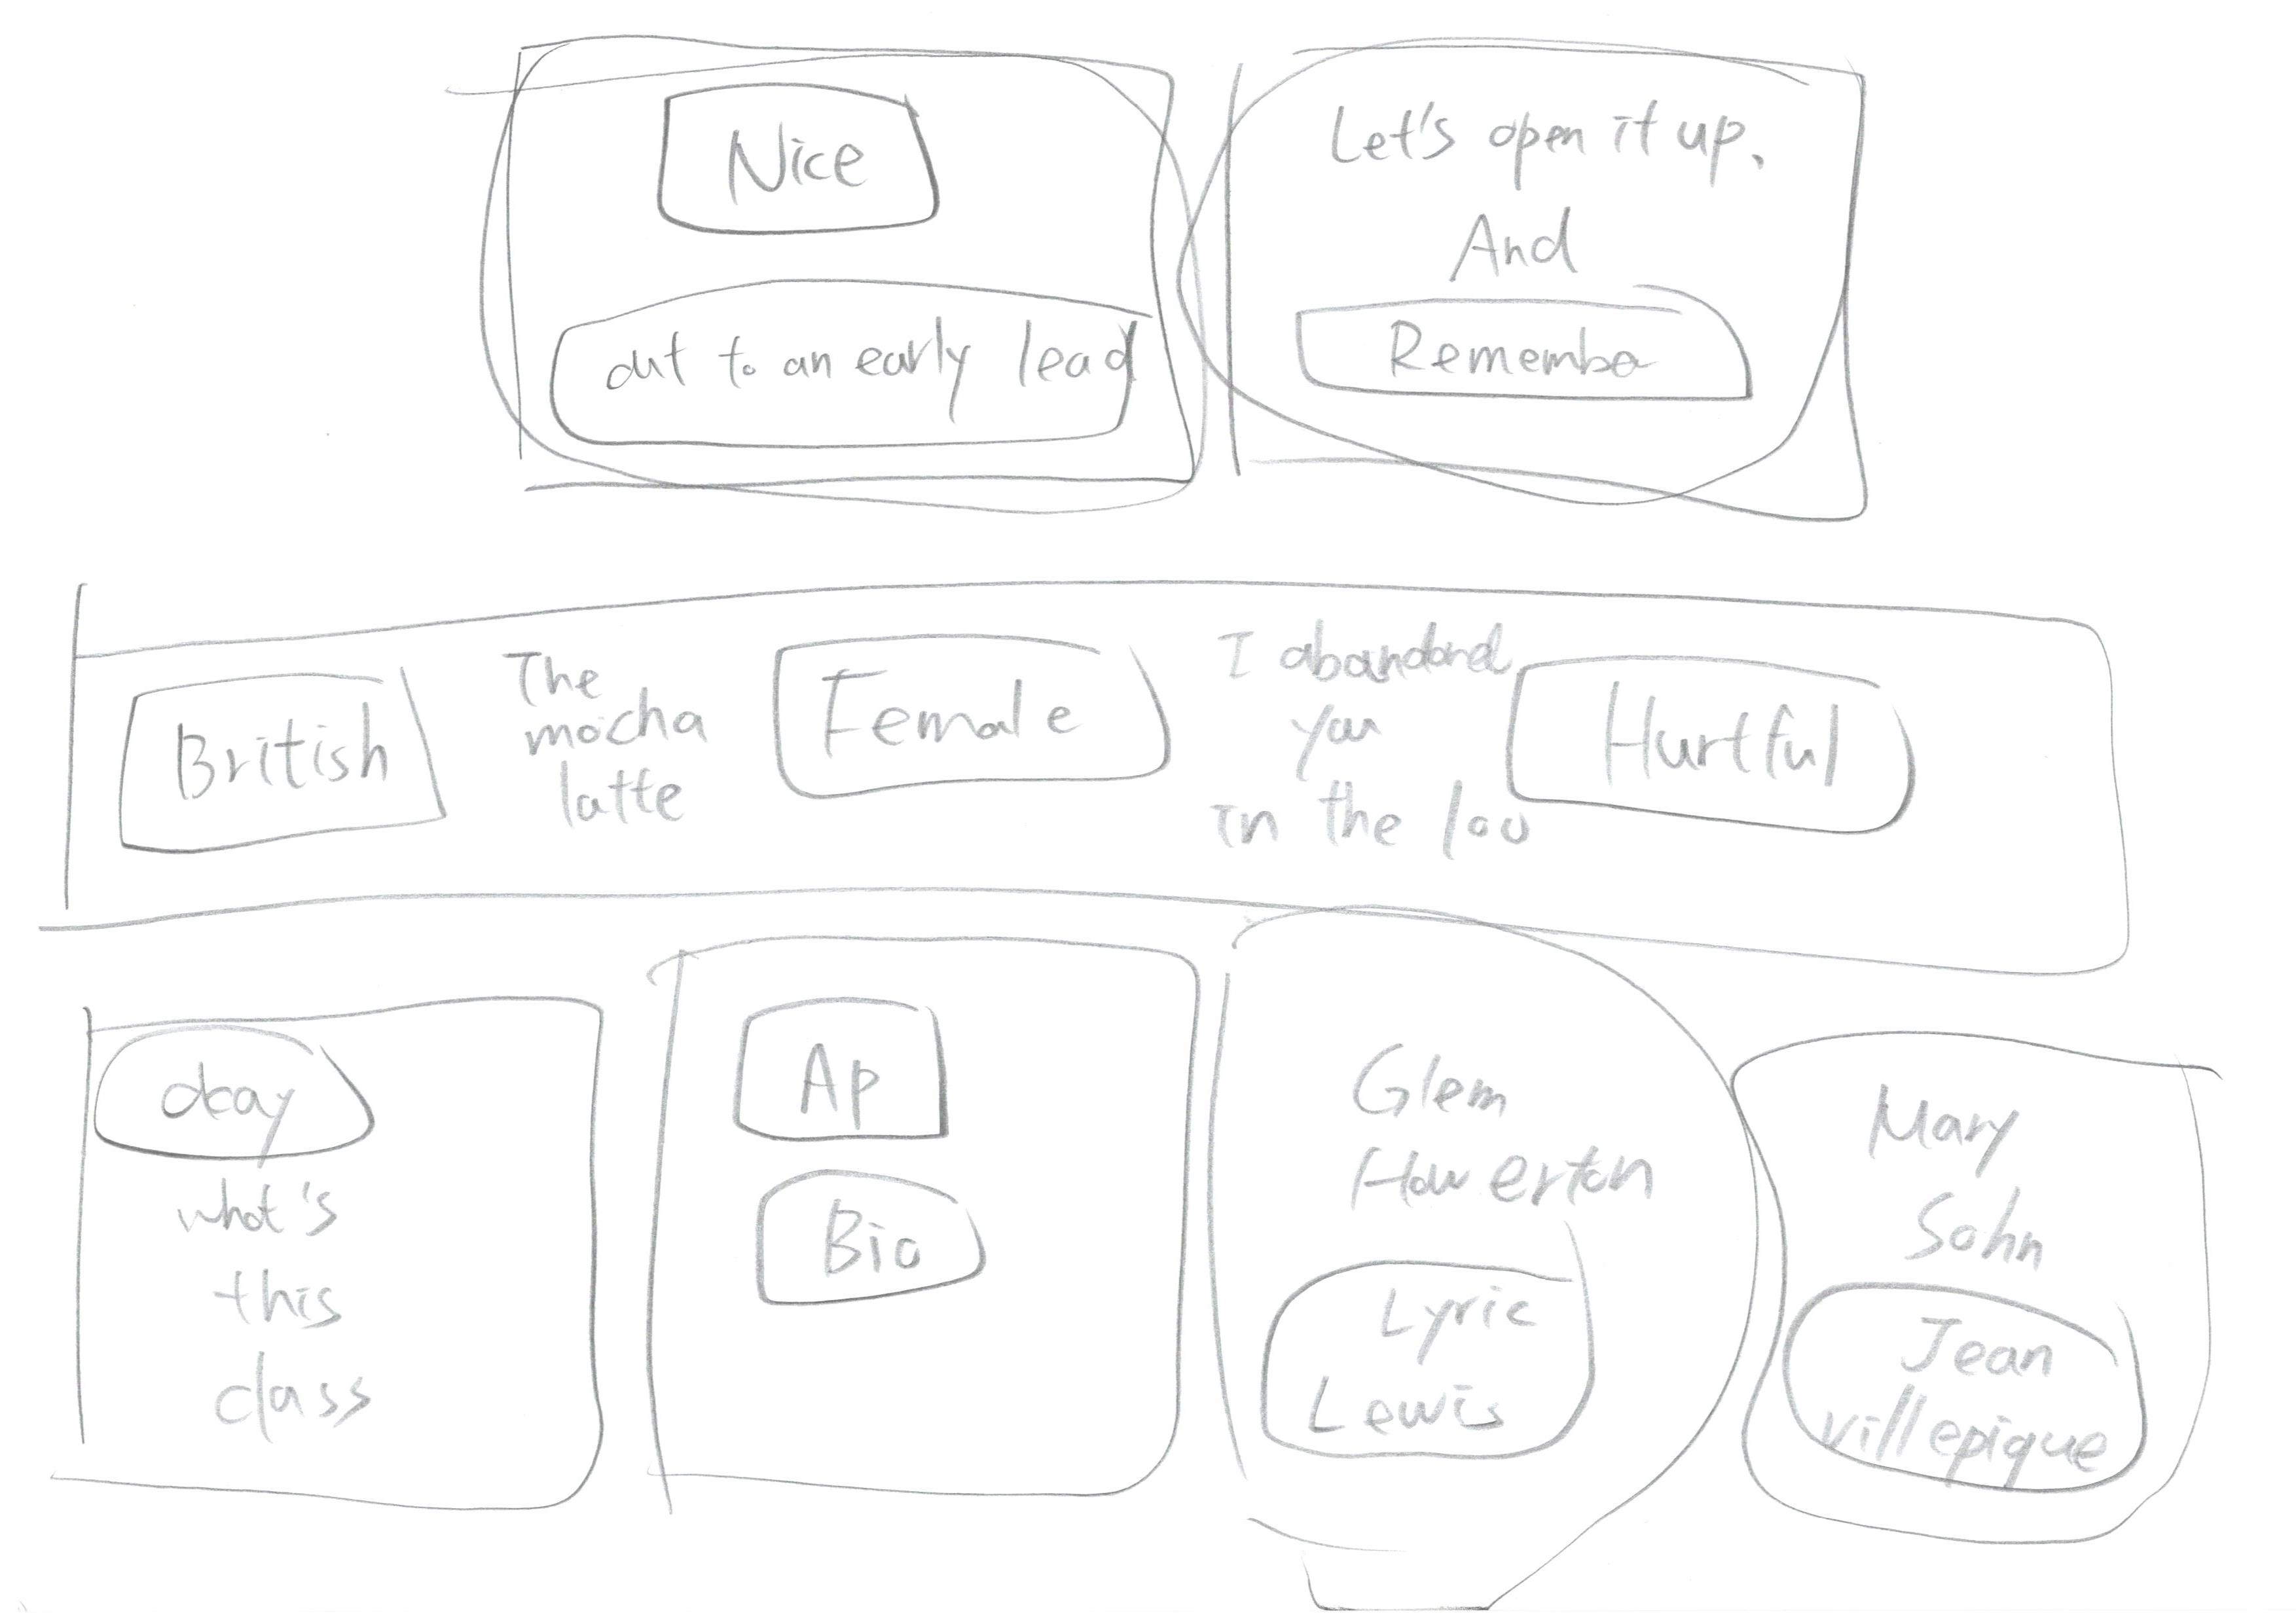 Nice
out to an early lead
Let's open it up.
And
Remember
British
The
mocha
latte
Female
I abandoned
you
in the loo
Hurtful
okay
what's
this
class
Ap
Bio
Glem
Howerton
Lyric
Lewis
Mary
Sohn
Jean
villepique